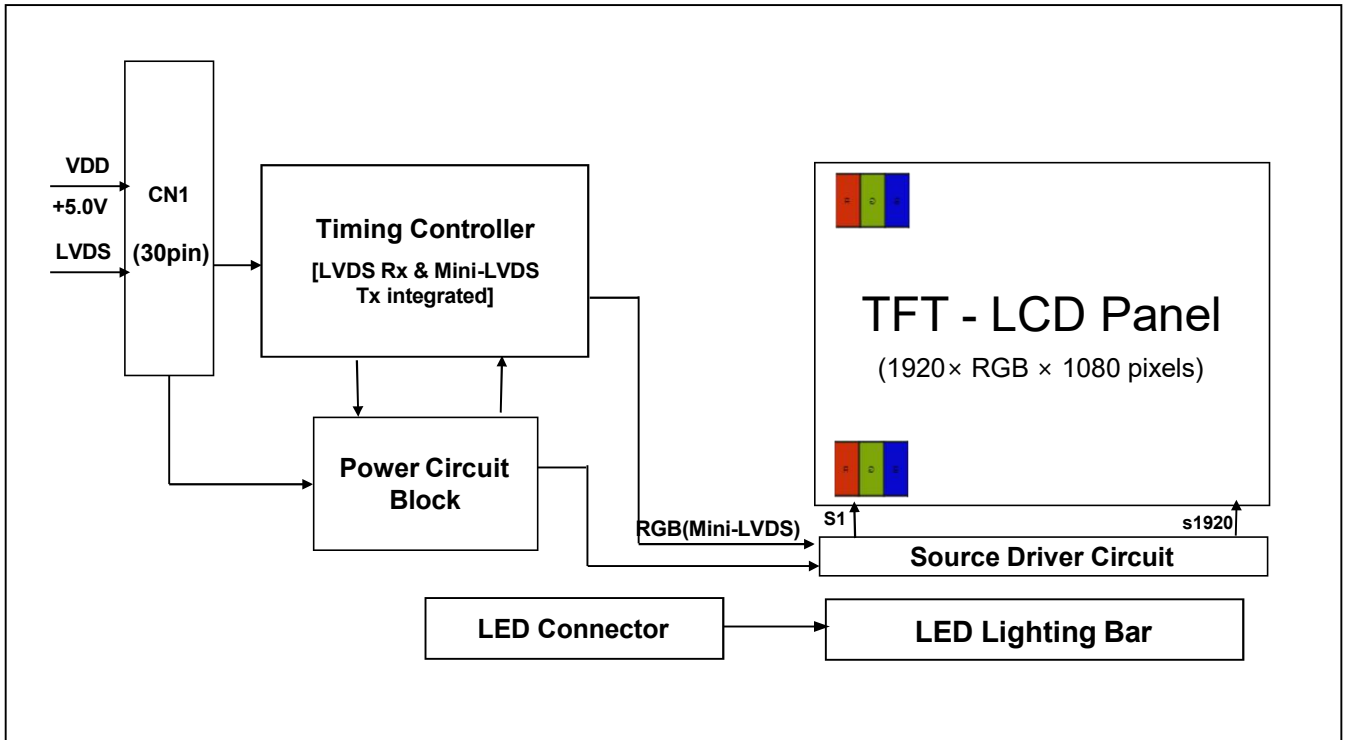 VDD
+5.0V
LVDS
CN1
(30pin)
Timing Controller
[LVDS Rx & Mini-LVDS
Tx integrated]
Power Circuit
Block
RGB(Mini-LVDS)
TFT - LCD Panel
(1920× RGB × 1080 pixels)
S1
s1920
Source Driver Circuit
LED Connector
LED Lighting Bar